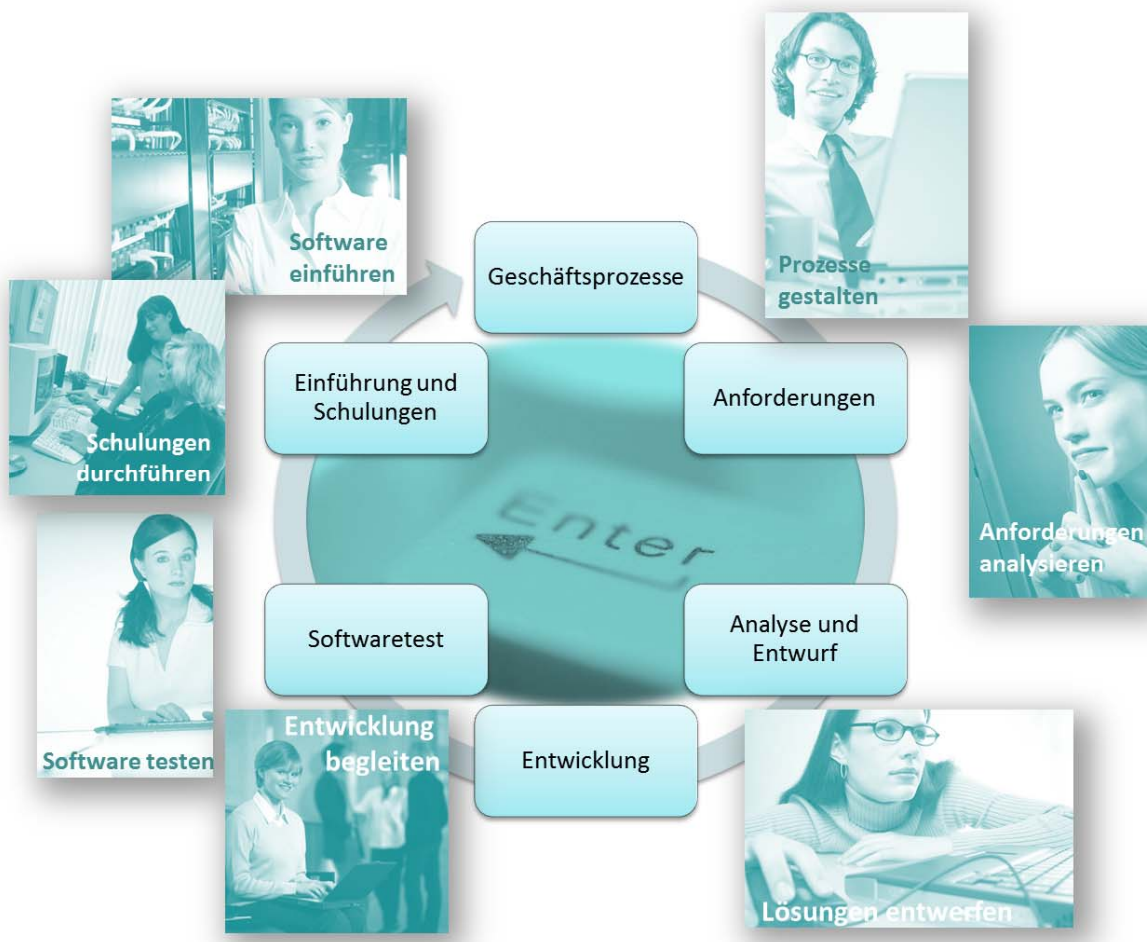 Geschäftsprozesse
Prozesse
gestalten
Anforderungen
Anforderungen
analysieren
Analyse und
Entwurf
Lösungen entwerfen
Entwicklung
Entwicklung
begleiten
Softwaretest
Software testen
Einführung und
Schulungen
Schulungen
durchführen
Software
einführen
Enter